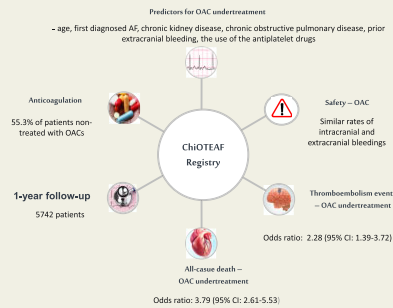 Predictors for OAC undertreatment
- age, first diagnosed AF, chronic kidney disease, chronic obstructive pulmonary disease, prior
extracranial bleeding, the use of the antiplatelet drugs
Anticoagulation
55.3% of patients non-
treated with OACs
Safety – OAC
Similar rates of
intracranial and
extracranial bleedings
ChiOTEAF
Registry
1-year follow-up
5742 patients
Thromboembolism event
– OAC undertreatment
Odds ratio: 2.28 (95% CI: 1.39-3.72)
All-casue death –
OAC undertreatment
Odds ratio: 3.79 (95% CI: 2.61-5.53)